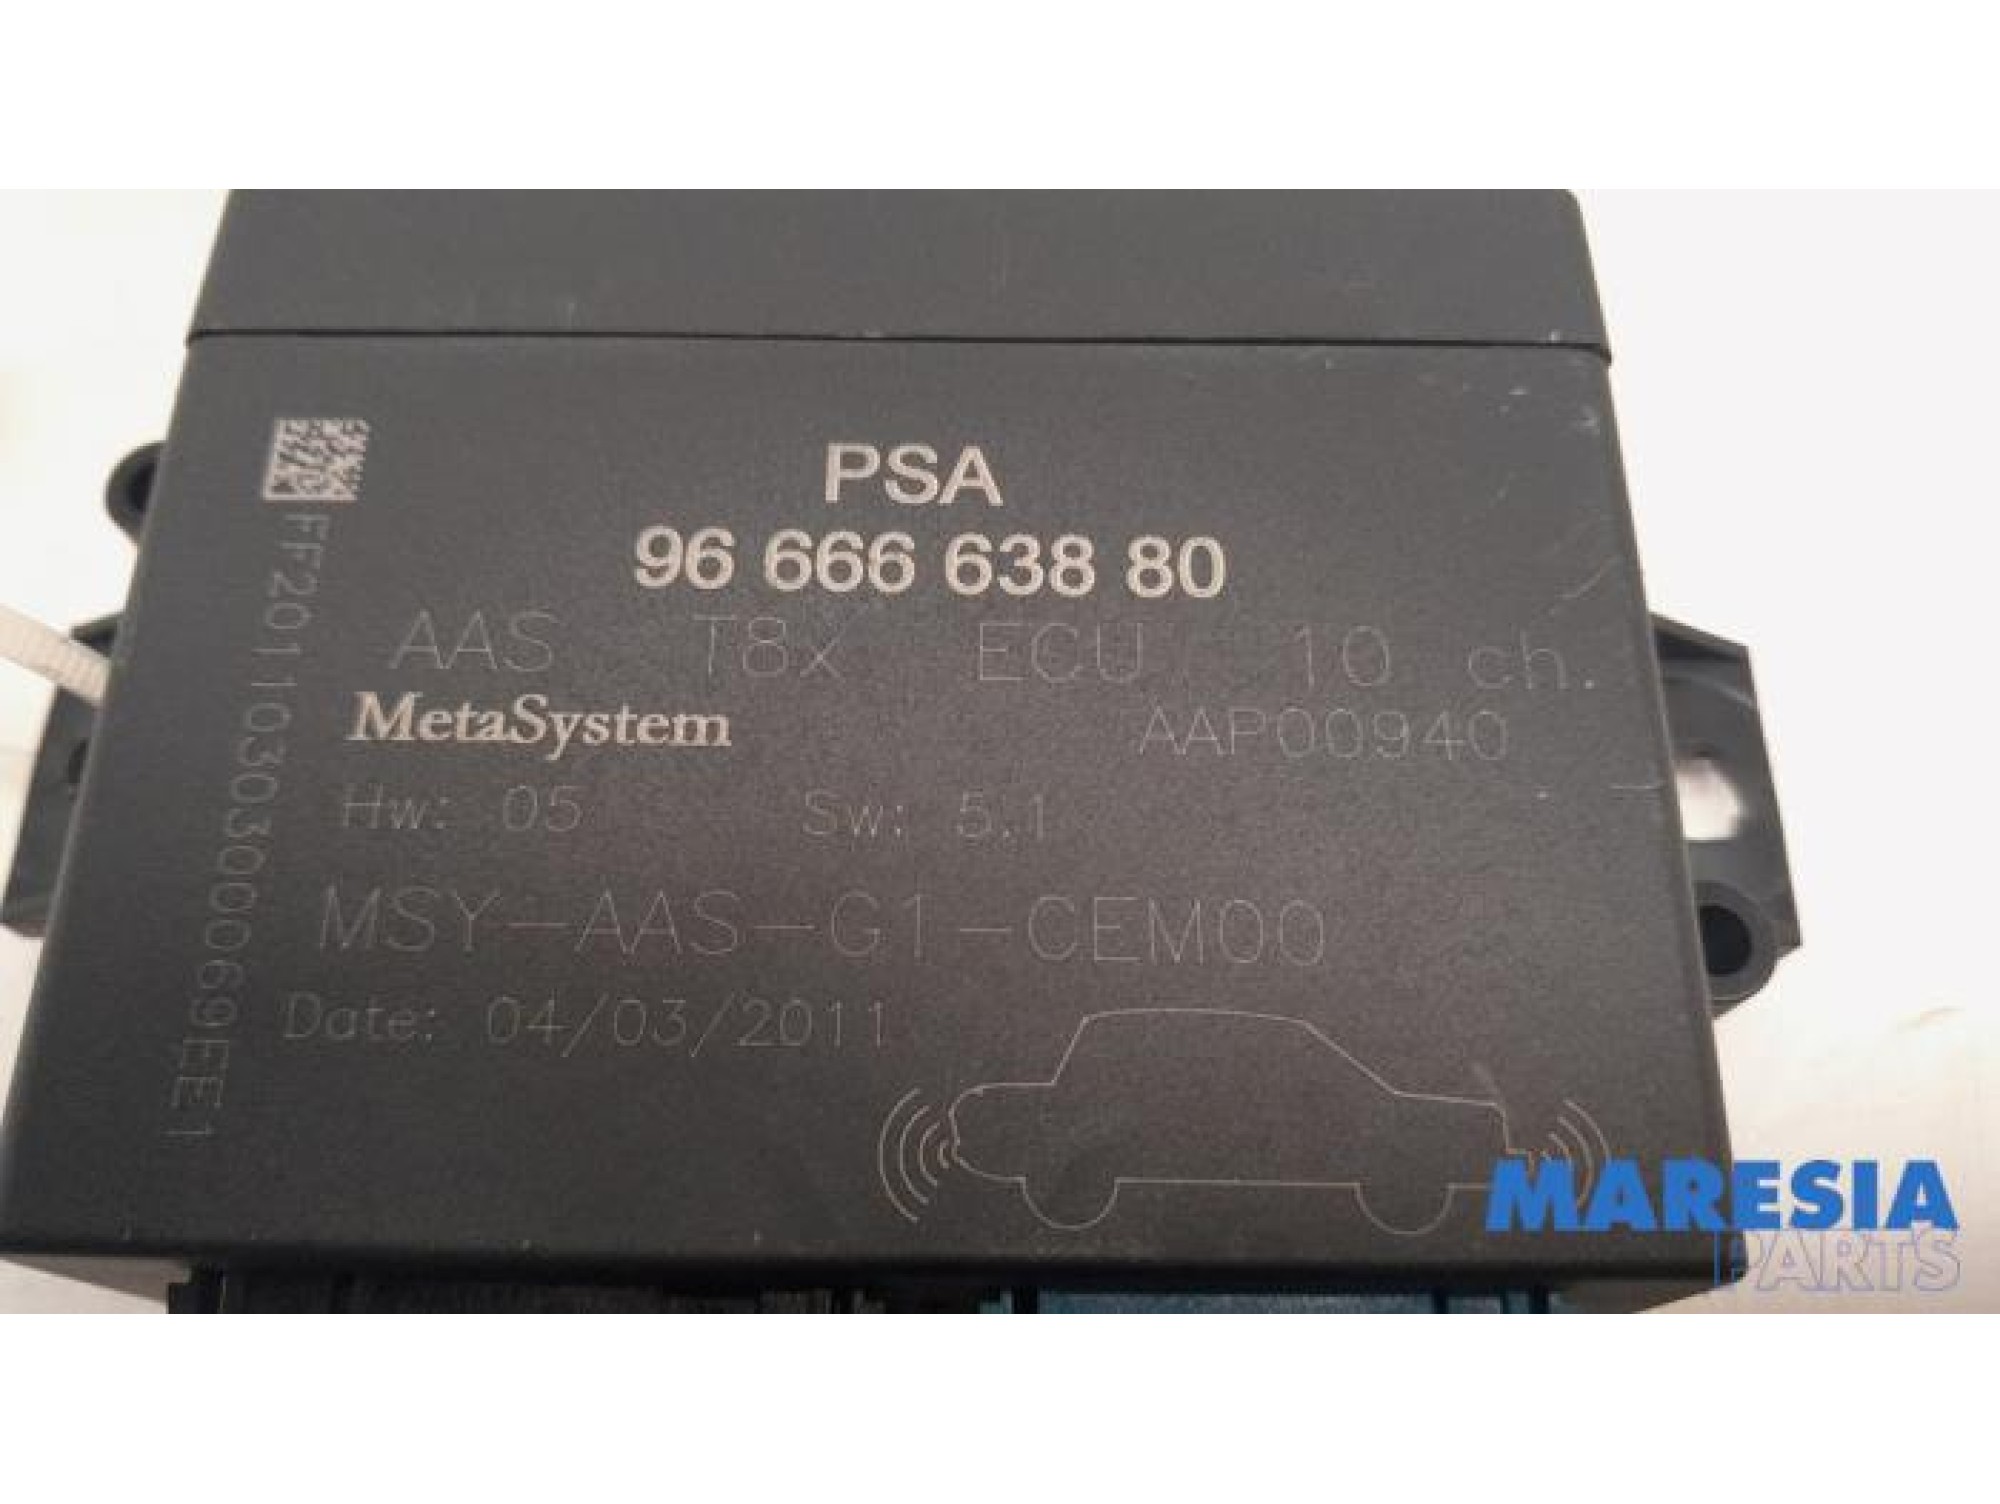 PSA
96 666 638 80
AAS T8x ECU 10 ch.
MetaSystem AAP00940
Hw: 05 Sw: 5.1
MSY-AAS-G1-CEM00
Date: 04/03/2011
FF2011030300069EE1
MARESIA
PARTS